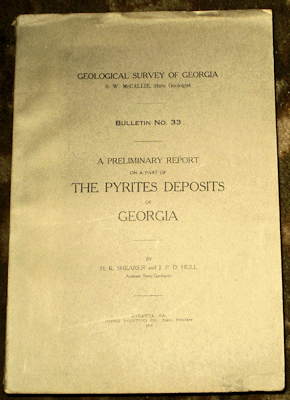 GEOLOGICAL SURVEY OF GEORGIA
S. W. McCALLIE, State Geologist
BULLETIN No. 33
A PRELIMINARY REPORT
ON A PART OF
THE PYRITES DEPOSITS
OF
GEORGIA
BY
H. K. SHEARER and J. P. D. HULL
Assistant State Geologists
ATLANTA, GA.